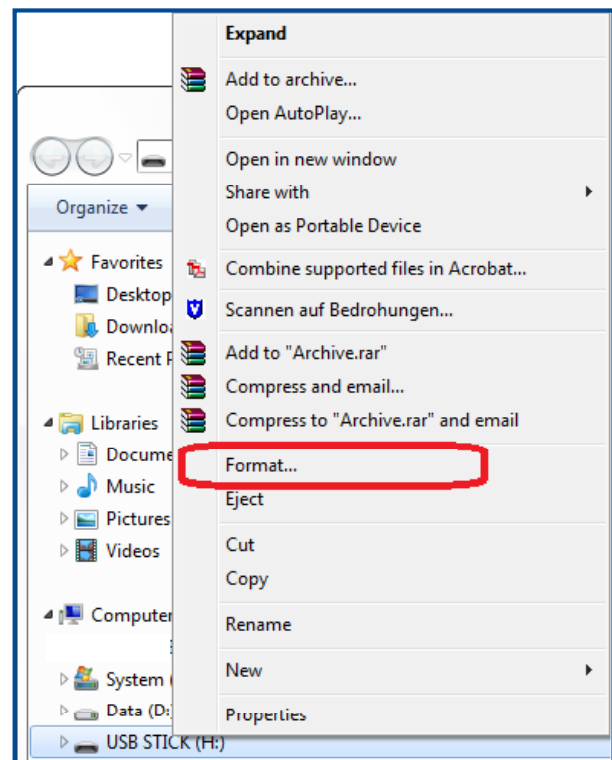 Expand
Add to archive...
Open AutoPlay...
Open in new window
Share with
Open as Portable Device
Combine supported files in Acrobat...
Scannen auf Bedrohungen...
Add to "Archive.rar"
Compress and email...
Compress to "Archive.rar" and email
Format...
Eject
Cut
Copy
Rename
New
Properties
Organize
Favorites
Desktop
Downlo
Recent
Libraries
Docume
Music
Pictures
Videos
Computer
System (
Data (D:)
USB STICK (H:)